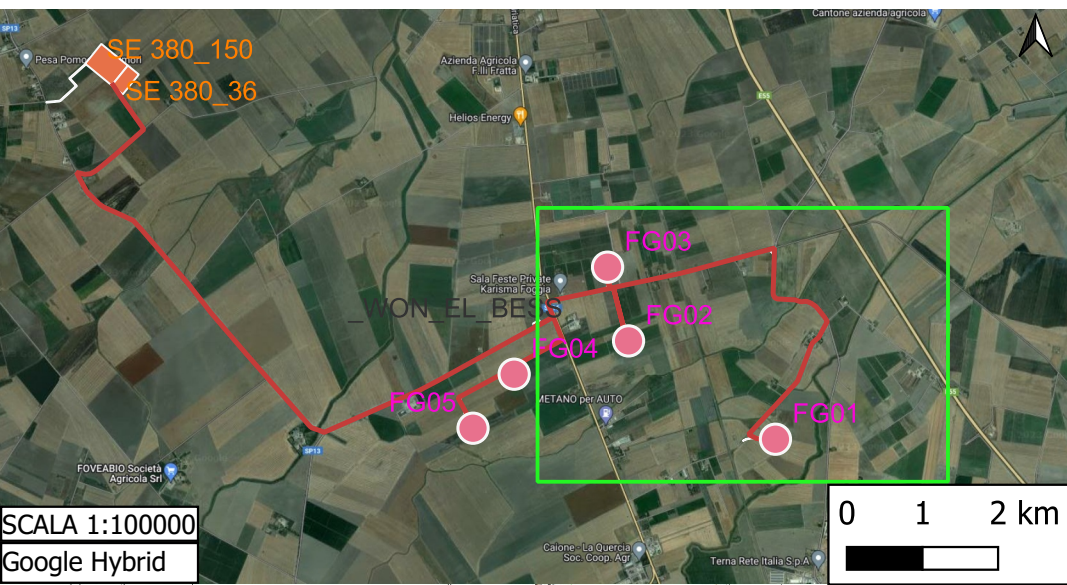 SP13
Cantone azienda agricola
SE 380_150
Pesa Pomo
SE 380_36
Azienda Agricola
F.lli Fratta
Helios Energy
E55
FG03
Sala Feste Private
Karisma Foggia
_WON_EL_BESS
FG02
FG04
FG05
METANO per AUTO
E55
FG01
SP13
FOVEABIO Società
Agricola Srl
SCALA 1:100000
Google Hybrid
Caione - La Quercia
Soc. Coop. Agr
Terna Rete Italia S.p.A
0 1 2 km